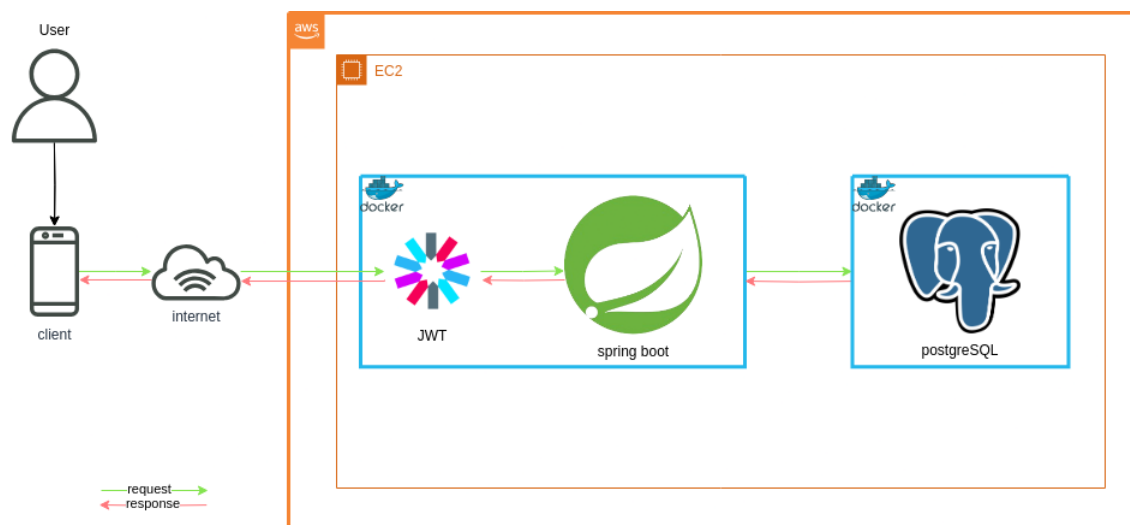 User
aws
EC2
docker
docker
JWT
spring boot
postgreSQL
client
internet
request
response